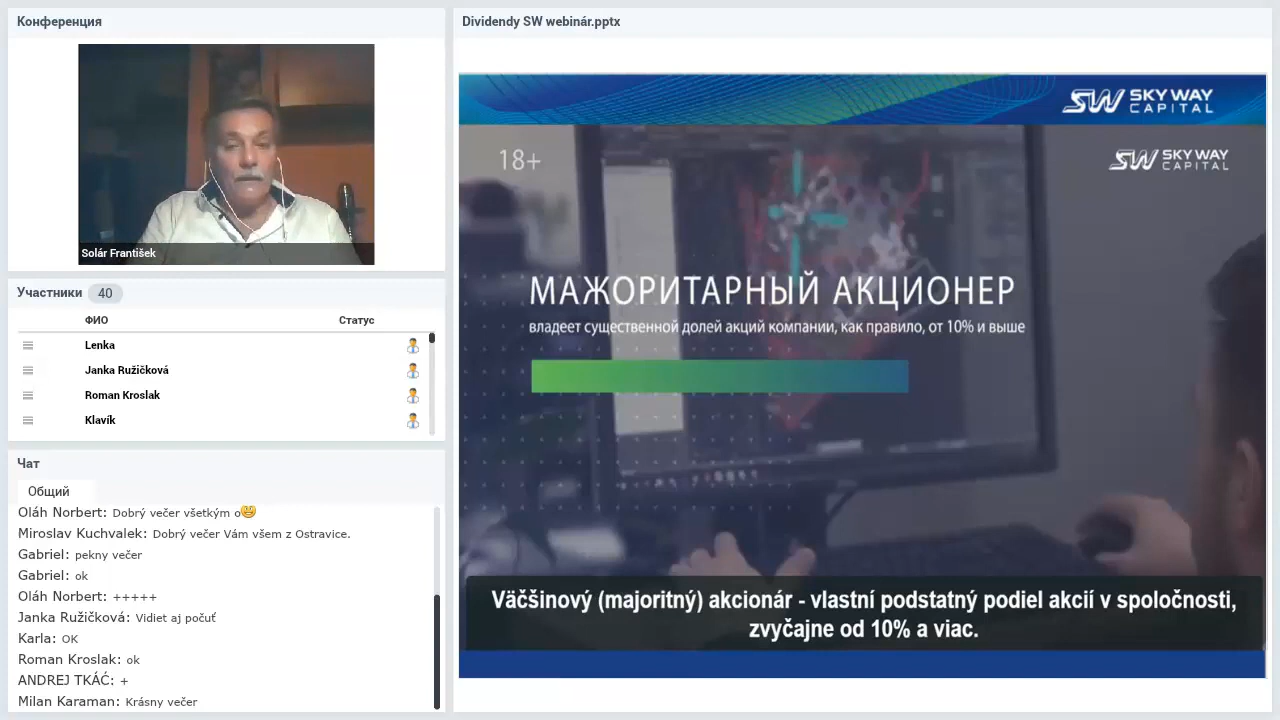 Конференция
Solár František
Участники 40
ФИО Статус
Lenka
Janka Ružičková
Roman Kroslak
Klavík
Чат
Общий
Oláh Norbert: Dobrý večer všetkým o
Miroslav Kuchvalek: Dobrý večer Vám všem z Ostravice.
Gabriel: pekny večer
Gabriel: ok
Oláh Norbert: +++++
Janka Ružičková: Vidiet aj počuť
Karla: OK
Roman Kroslak: ok
ANDREJ TKÁČ: +
Milan Karaman: Krásny večer
Dividendy SW webinár.pptx
SW SKY WAY
CAPITAL
18+
SW SKY WAY
CAPITAL
МАЖОРИТАРНЫЙ АКЦИОНЕР
владеет существенной долей акций компании, как правило, от 10% и выше
Väčšinový (majoritný) akcionár - vlastní podstatný podiel akcií v spoločnosti,
zvyčajne od 10% a viac.